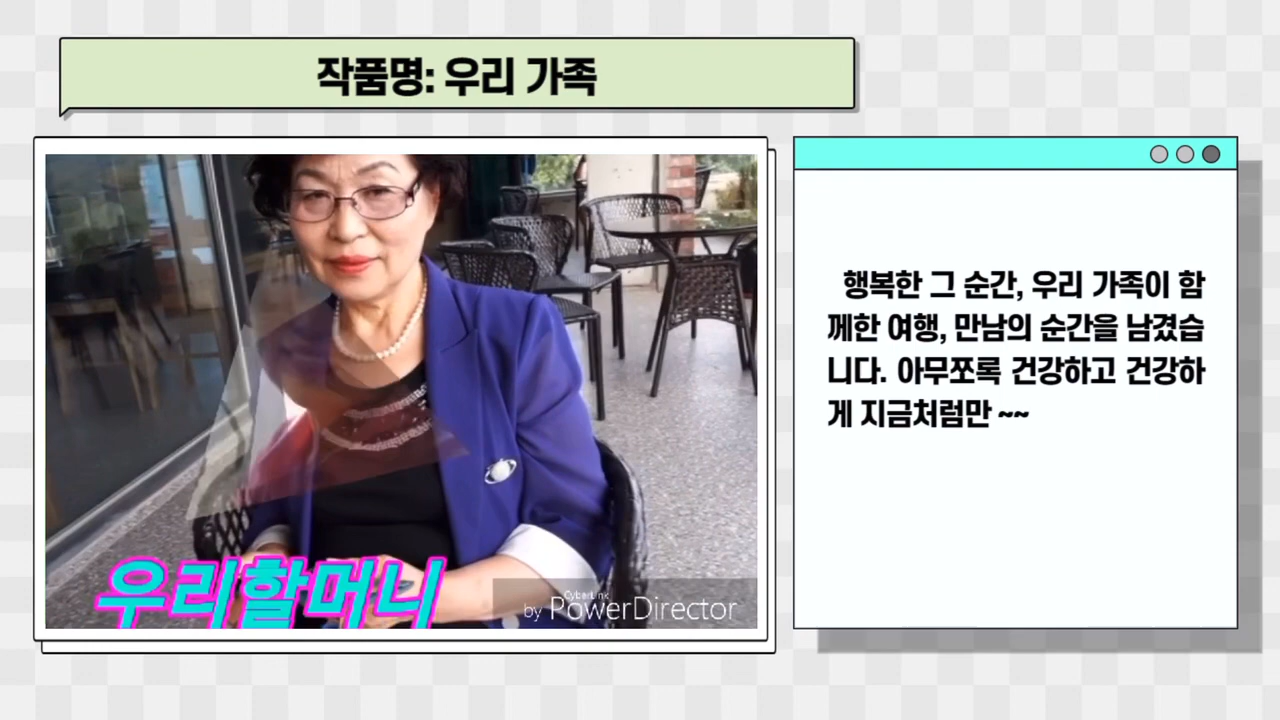 작품명: 우리 가족
행복한 그 순간, 우리 가족이 함
께한 여행, 만남의 순간을 남겼습
니다. 아무쪼록 건강하고 건강하
게 지금처럼만 ~~
우리할머니
CyberLink
by PowerDirector